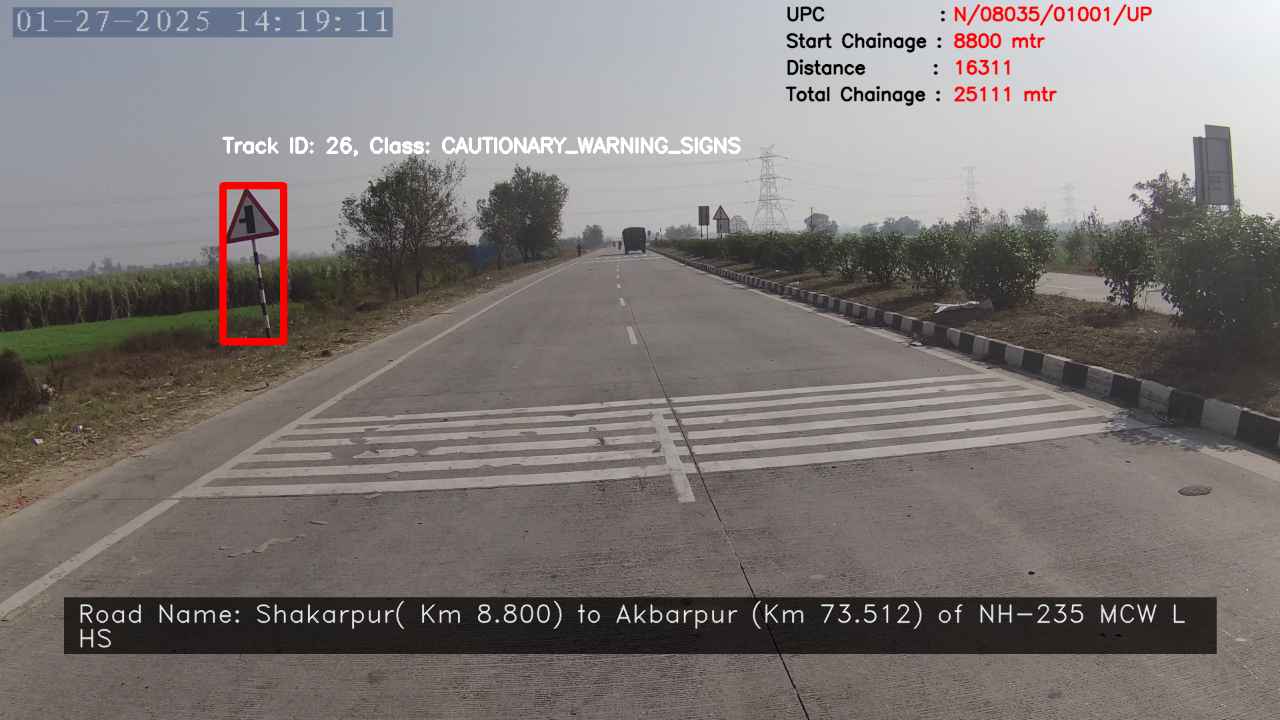 01-27-2025 14:19:11
UPC : N/08035/01001/UP
Start Chainage : 8800 mtr
Distance : 16311
Total Chainage : 25111 mtr
Track ID: 26, Class: CAUTIONARY_WARNING_SIGNS
Road Name: Shakarpur( Km 8.800) to Akbarpur (Km 73.512) of NH-235 MCW L
HS